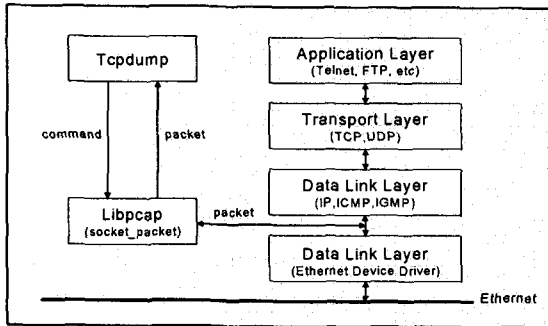 Tcpdump
command
packet
Libpcap
(socket_packet)
packet
Application Layer
(Telnet, FTP, etc)
Transport Layer
(TCP,UDP)
Data Link Layer
(IP,ICMP,IGMP)
Data Link Layer
(Ethernet Device Driver)
Ethernet